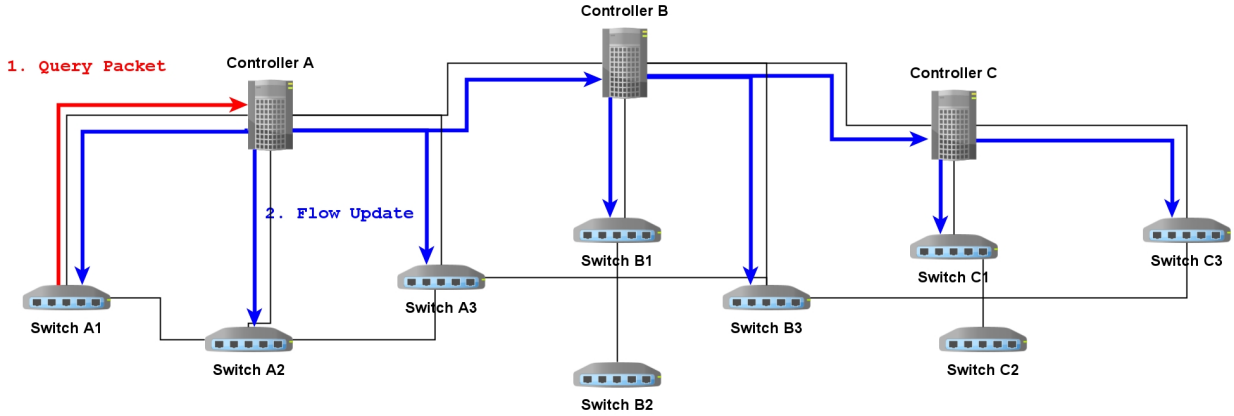 Controller B
1. Query Packet
Controller A
Controller C
2. Flow Update
Switch B1
Switch C1
Switch C3
Switch A1
Switch A3
Switch B3
Switch A2
Switch C2
Switch B2